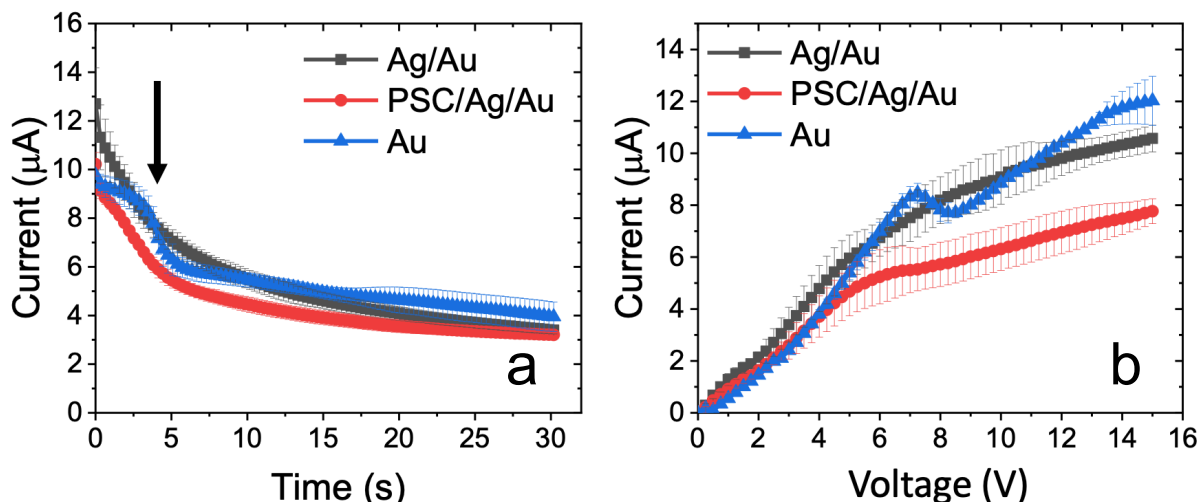 16
14
12
10
8
6
4
2
0
Current (μA)
Ag/Au
PSC/Ag/Au
Au
a
0 5 10 15 20 25 30
Time (s)
16
14
12
10
8
6
4
2
0
Current (μA)
Ag/Au
PSC/Ag/Au
Au
b
0 2 4 6 8 10 12 14 16
Voltage (V)